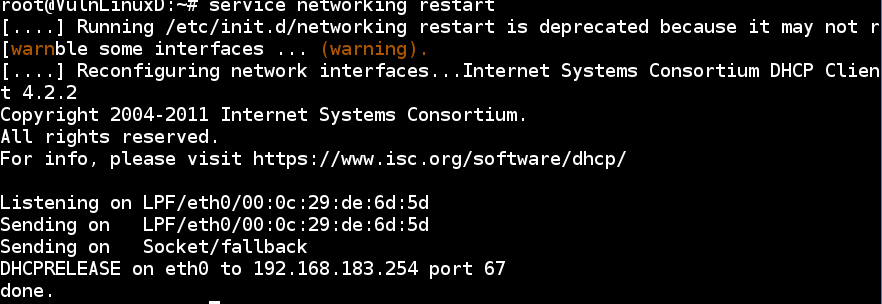 root@VulnLinuxD:~# service networking restart
[....] Running /etc/init.d/networking restart is deprecated because it may not r
[warnble some interfaces ... (warning).
[....] Reconfiguring network interfaces...Internet Systems Consortium DHCP Clien
t 4.2.2
Copyright 2004-2011 Internet Systems Consortium.
All rights reserved.
For info, please visit https://www.isc.org/software/dhcp/
Listening on LPF/eth0/00:0c:29:de:6d:5d
Sending on   LPF/eth0/00:0c:29:de:6d:5d
Sending on   Socket/fallback
DHCPRELEASE on eth0 to 192.168.183.254 port 67
done.